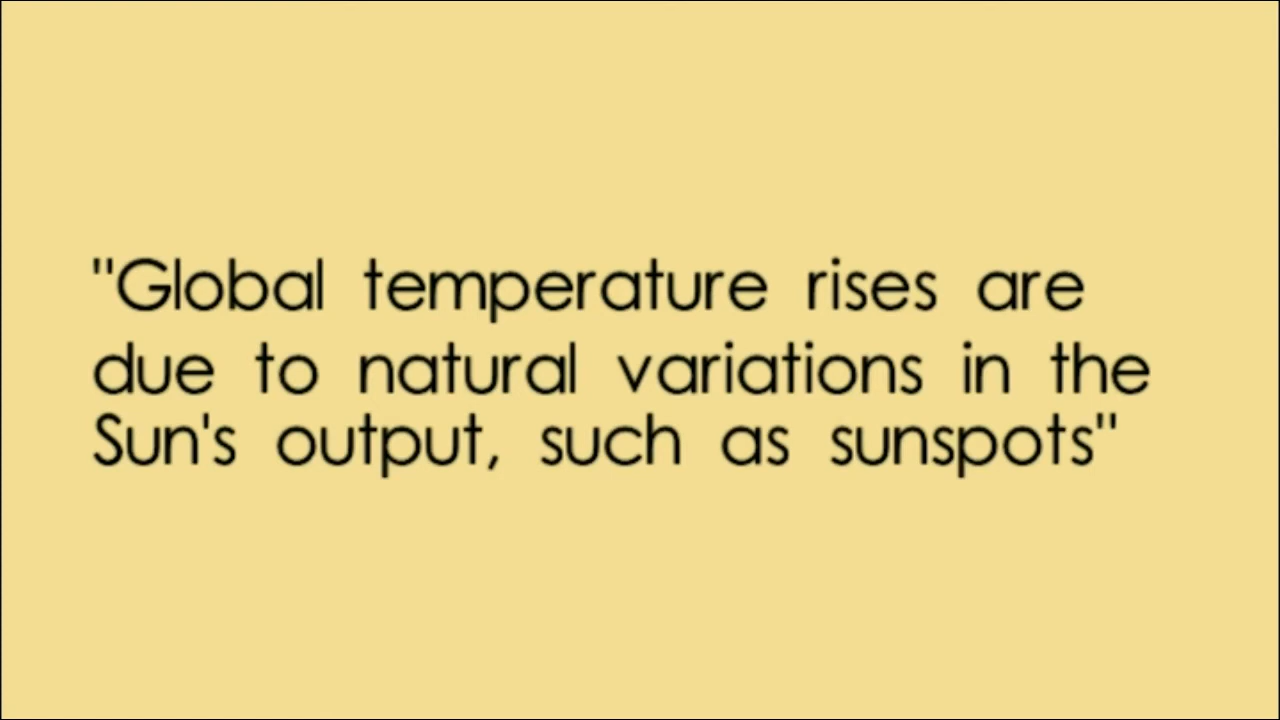 "Global temperature rises are
due to natural variations in the
Sun's output, such as sunspots"